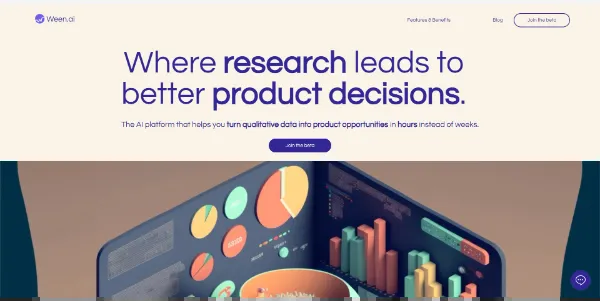 Ween.ai
Features & Benefits
Blog
Join the beta
Where research leads to
better product decisions.
The AI platform that helps you turn qualitative data into product opportunities in hours instead of weeks.
Join the beta